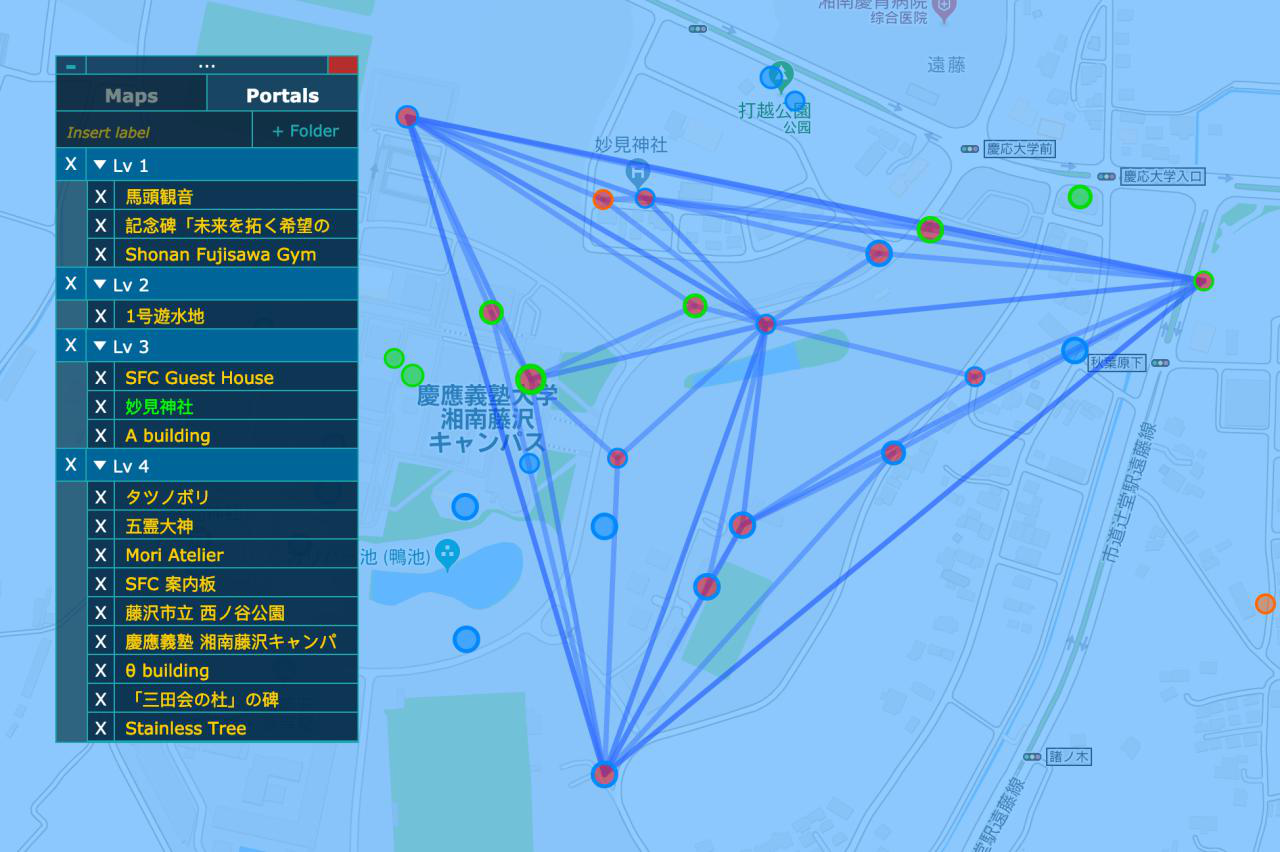 ...
Maps
Portals
Insert label
+ Folder
X ▼ Lv 1
X 馬頭観音
X 記念碑「未来を拓く希望の
X Shonan Fujisawa Gym
X ▼ Lv 2
X 1号遊水地
X ▼ Lv 3
X SFC Guest House
X 妙見神社
X A building
X ▼ Lv 4
X タツノボリ
X 五霊大神
X Mori Atelier
X SFC 案内板
X 藤沢市立 西ノ谷公園
X 慶應義塾 湘南藤沢キャンパ
X θ building
X 「三田会の杜」の碑
X Stainless Tree
湘南慶育病院
综合医院
遠藤
打越公園
公园
妙見神社
慶応大学前
慶応大学入口
秋葉原下
慶應義塾大学
湘南藤沢
キャンパス
池 (鴨池)
市道辻堂駅遠藤線
諸ノ木
堂駅遠藤線